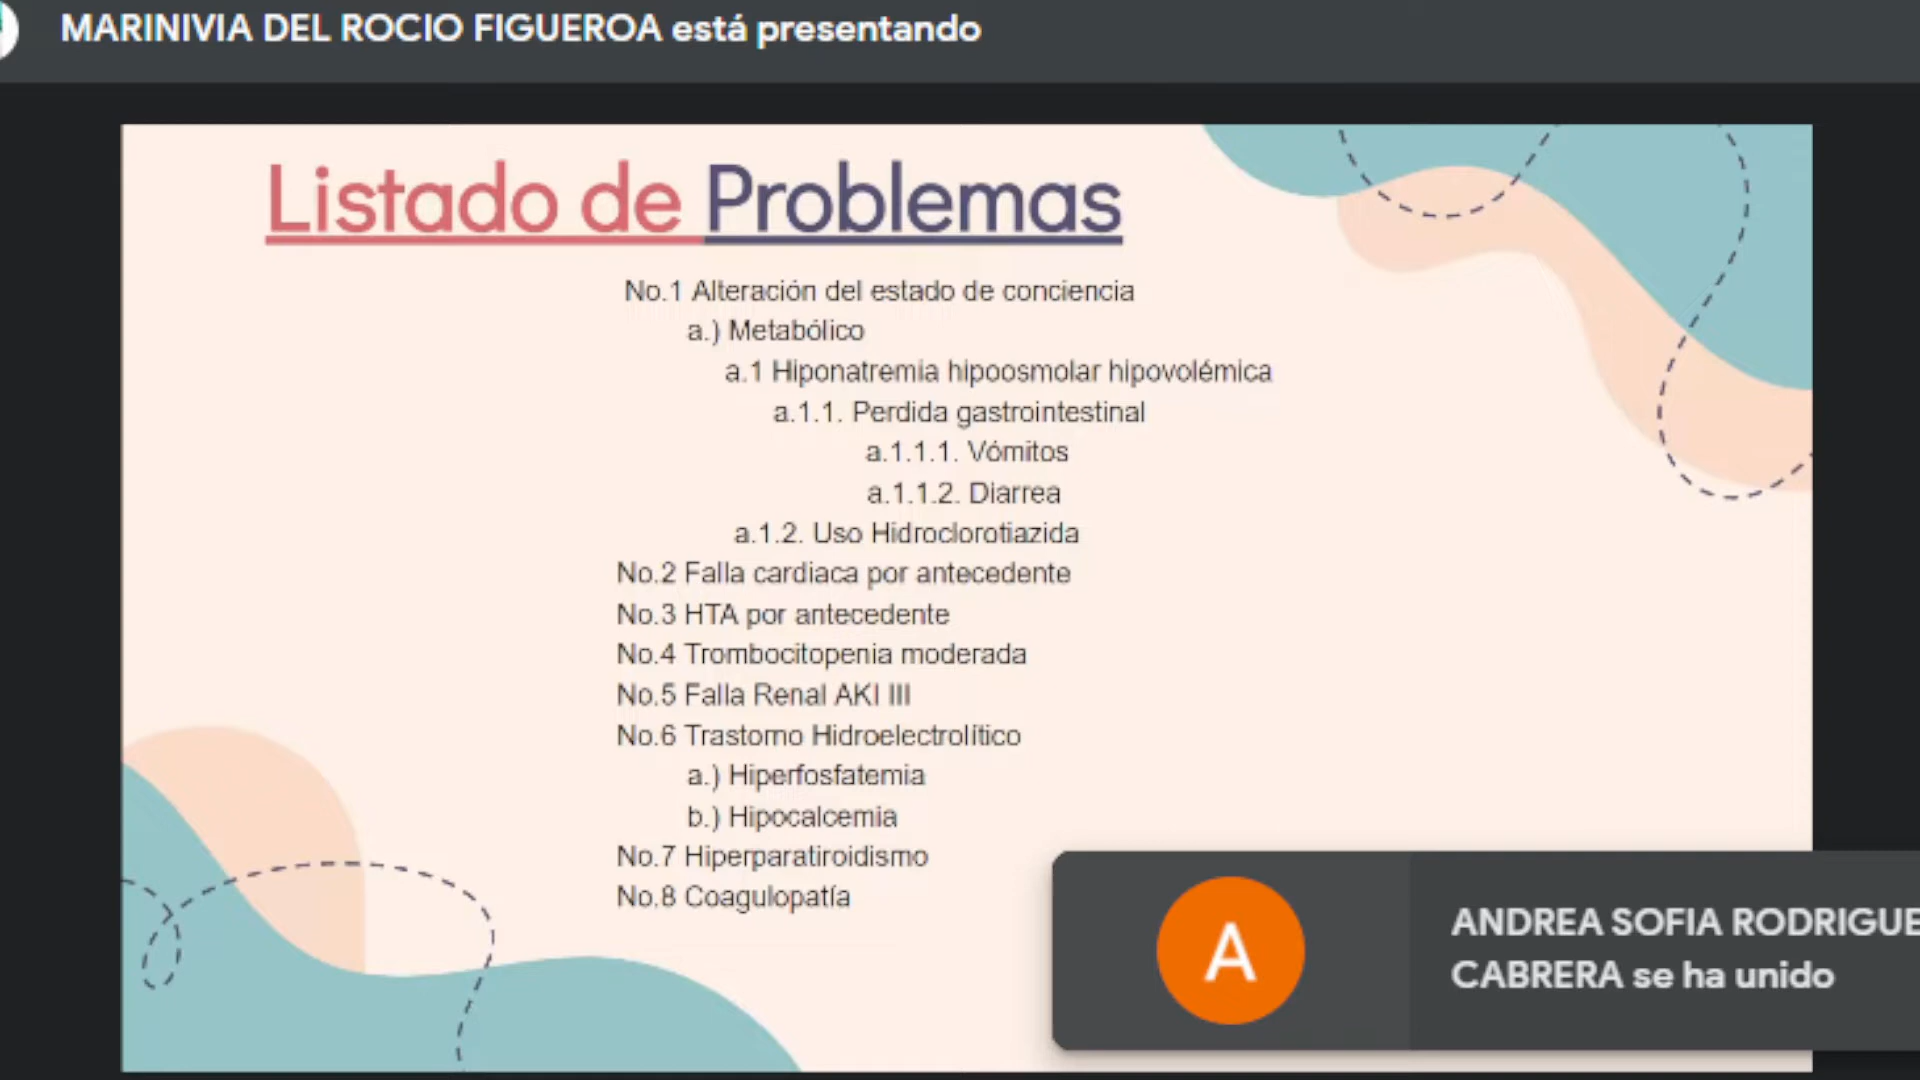 MARINIVIA DEL ROCIO FIGUEROA está presentando
Listado de Problemas
No.1 Alteración del estado de conciencia
a.) Metabólico
a.1 Hiponatremia hipoosmolar hipovolémica
a.1.1. Perdida gastrointestinal
a.1.1.1. Vómitos
a.1.1.2. Diarrea
a.1.2. Uso Hidroclorotiazida
No.2 Falla cardiaca por antecedente
No.3 HTA por antecedente
No.4 Trombocitopenia moderada
No.5 Falla Renal AKI III
No.6 Trastorno Hidroelectrolítico
a.) Hiperfosfatemia
b.) Hipocalcemia
No.7 Hiperparatiroidismo
No.8 Coagulopatía
A
ANDREA SOFIA RODRIGUE
CABRERA se ha unido